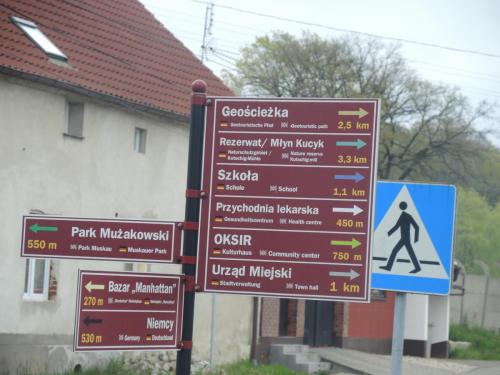 Geościeżka
Geotouristische Pfad Geotouristic path 2,5 km
Rezerwat/ Młyn Kucyk
Naturschutzgebiet / Kutschig-Mühle
Nature reserve Kutschig mill
3,3 km
Szkoła
Schule School 1,1 km
Przychodnia lekarska
Gesundheitszentrum Health centre 450 m
OKSIR
Kulturhaus Community center 750 m
Urząd Miejski
Stadtverwaltung Town hall 1 km
Park Mużakowski
550 m Park Muskau Muskauer Park
Bazar „Manhattan"
270 m
Niemcy
530 m Germany Deutschland